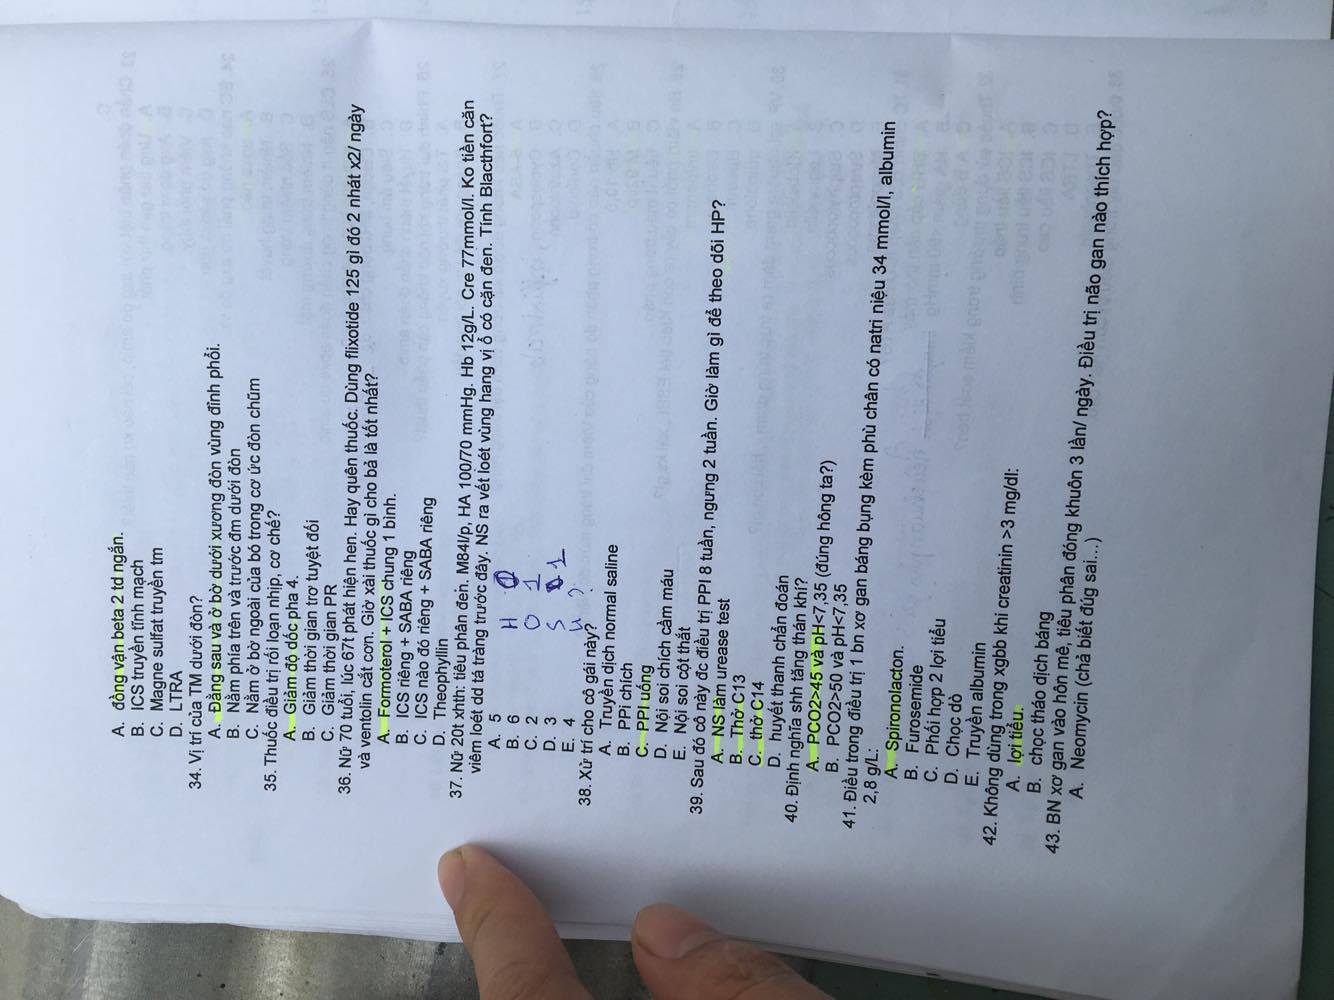 A. đồng vận beta 2 td ngắn.
B. ICS truyền tĩnh mạch
C. Magne sulfat truyền tm
D. LTRA
34. Vị trí của TM dưới đòn?
A. Đằng sau và ở bờ dưới xương đòn vùng đỉnh phổi.
B. Nằm phía trên và trước đm dưới đòn
C. Nằm ở bờ ngoài của bó trong cơ ức đòn chũm
35. Thuốc điều trị rối loạn nhịp, cơ chế?
A. Giảm độ dốc pha 4.
B. Giảm thời gian trơ tuyệt đối
C. Giảm thời gian PR
36. Nữ 70 tuổi, lúc 67t phát hiện hen. Hay quên thuốc. Dùng flixotide 125 gì đó 2 nhát x2/ ngày
và ventolin cắt cơn. Giờ xài thuốc gì cho bả là tốt nhất?
A. Formoterol + ICS chung 1 bình.
B. ICS riêng + SABA riêng
C. ICS nào đó riêng + SABA riêng
D. Theophyllin
37. Nữ 20t xhth: tiêu phân đen. M84l/p, HA 100/70 mmHg. Hb 12g/L. Cre 77mmol/l. Ko tiền căn
viêm loét dd tá tràng trước đây. NS ra vết loét vùng hang vị ổ có cặn đen. Tính Blacthfort?
A. 5
B. 6 H
C. 2 O 1
D. 3 S 1
E. 4 H ?
38. Xử trí cho cô gái này?
A. Truyền dịch normal saline
B. PPi chích
C. PPI uống
D. Nội soi chích cầm máu
E. Nội soi cột thắt
39. Sau đó cô này đc điều trị PPI 8 tuần, ngưng 2 tuần. Giờ làm gì để theo dõi HP?
A. NS làm urease test
B. Thở C13
C. thở C14
D. huyết thanh chẩn đoán
40. Định nghĩa shh tăng thán khí?
A. PCO2>45 và pH<7,35 (đúng hông ta?)
B. PCO2>50 và pH<7,35
41. Điều trong điều trị 1 bn xơ gan báng bụng kèm phù chân có natri niệu 34 mmol/l, albumin
2,8 g/L:
A. Spironolacton.
B. Furosemide
C. Phối hợp 2 lợi tiểu
D. Chọc dò
E. Truyền albumin
42. Không dùng trong xgbb khi creatinin >3 mg/dl:
A. lợi tiểu.
B. chọc tháo dịch báng
43. BN xơ gan vào hôn mê, tiêu phân đóng khuôn 3 lần/ ngày. Điều trị não gan nào thích hợp?
A. Neomycin (chả biết đúg sai...)